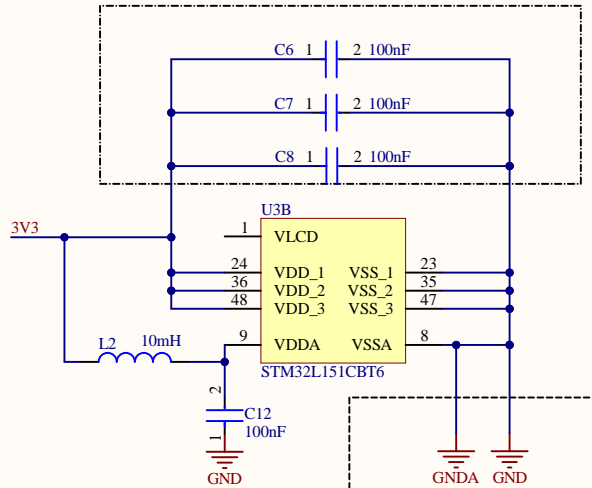 C6 1 2 100nF
C7 1 2 100nF
C8 1 2 100nF
U3B
3V3
1 VLCD
24 VDD_1 VSS_1 23
36 VDD_2 VSS_2 35
48 VDD_3 VSS_3 47
L2 10mH
9 VDDA VSSA 8
STM32L151CBT6
2
C12
1
100nF
GND
GNDA GND